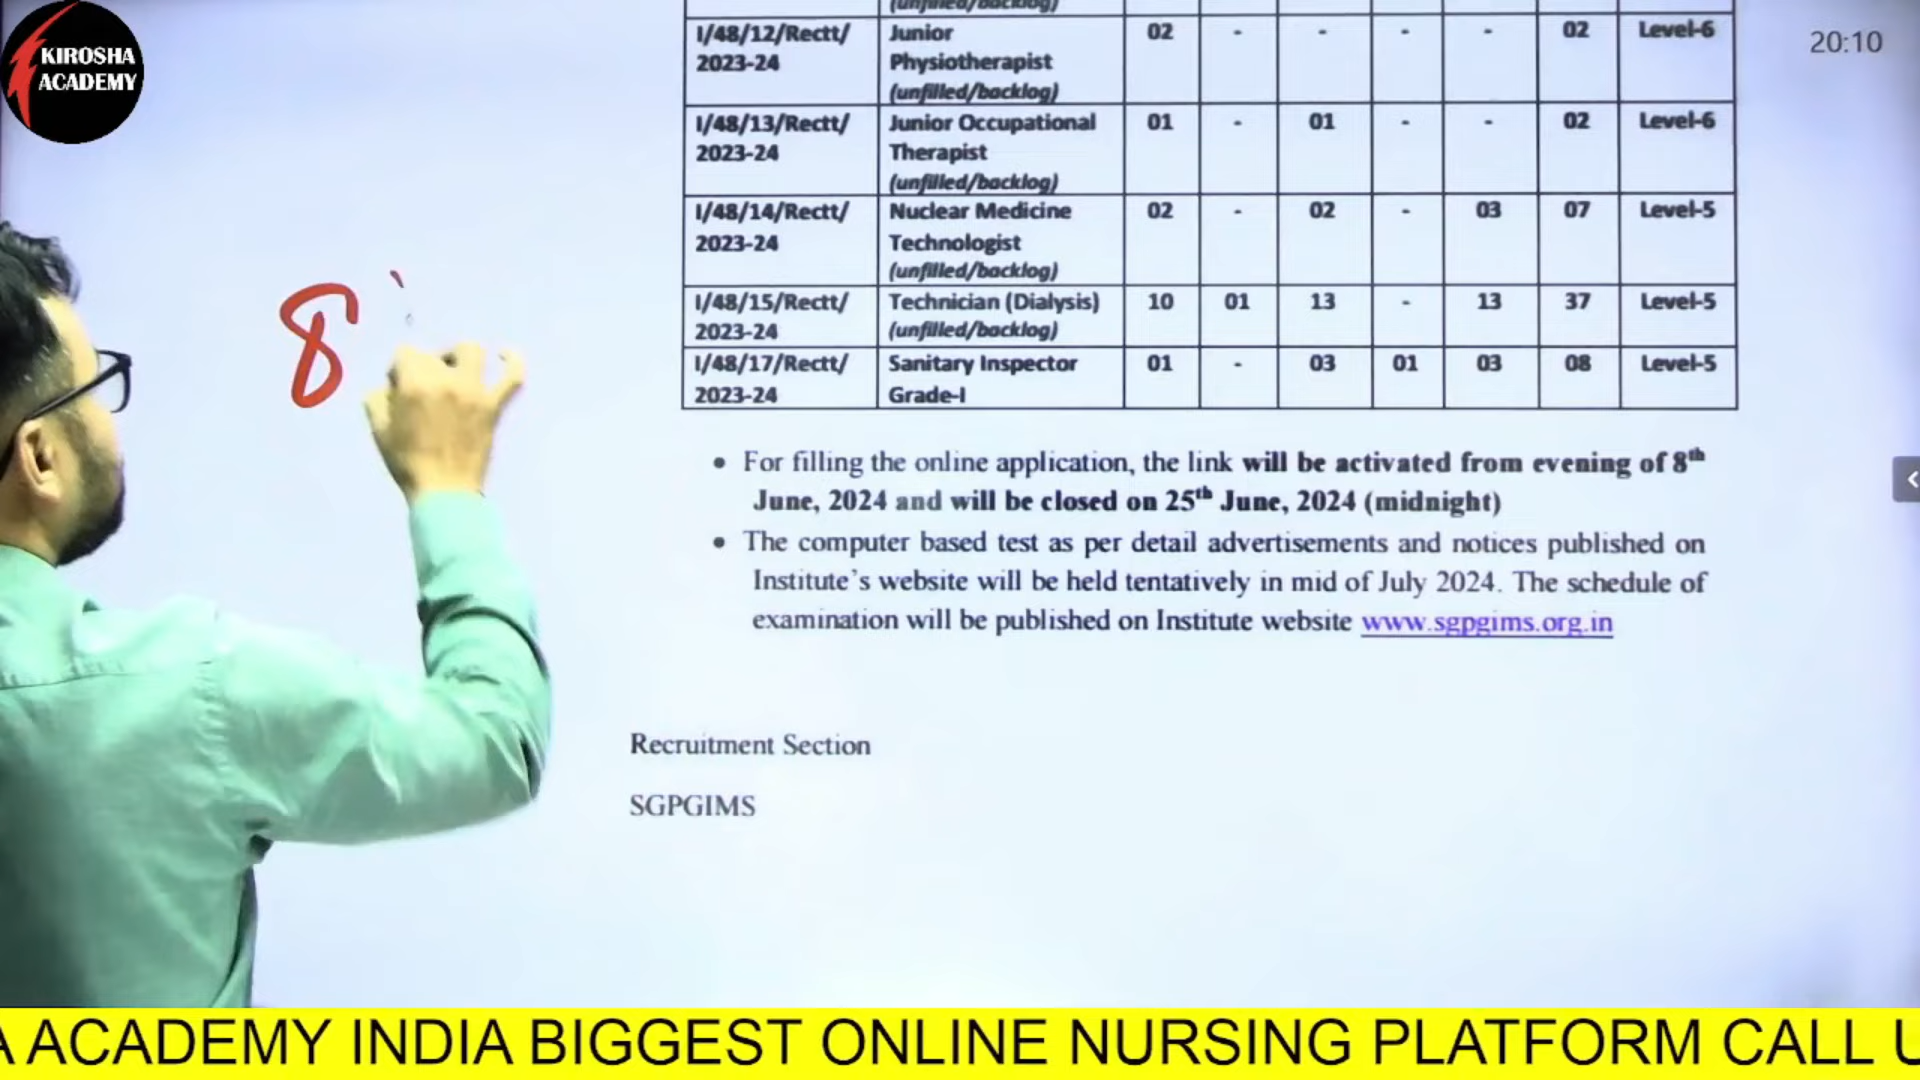 KIROSHA
ACADEMY
20:10
(unfilled/backlog)
I/48/12/Rectt/ 2023-24 Junior Physiotherapist (unfilled/backlog) 02 - - - - 02 Level-6
I/48/13/Rectt/ 2023-24 Junior Occupational Therapist (unfilled/backlog) 01 - 01 - - 02 Level-6
I/48/14/Rectt/ 2023-24 Nuclear Medicine Technologist (unfilled/backlog) 02 - 02 - 03 07 Level-5
I/48/15/Rectt/ 2023-24 Technician (Dialysis) (unfilled/backlog) 10 01 13 - 13 37 Level-5
I/48/17/Rectt/ 2023-24 Sanitary Inspector Grade-I 01 - 03 01 03 08 Level-5
8
• For filling the online application, the link will be activated from evening of 8th
June, 2024 and will be closed on 25th June, 2024 (midnight)
• The computer based test as per detail advertisements and notices published on
Institute's website will be held tentatively in mid of July 2024. The schedule of
examination will be published on Institute website www.sgpgims.org.in
Recruitment Section
SGPGIMS
ACADEMY INDIA BIGGEST ONLINE NURSING PLATFORM CALL